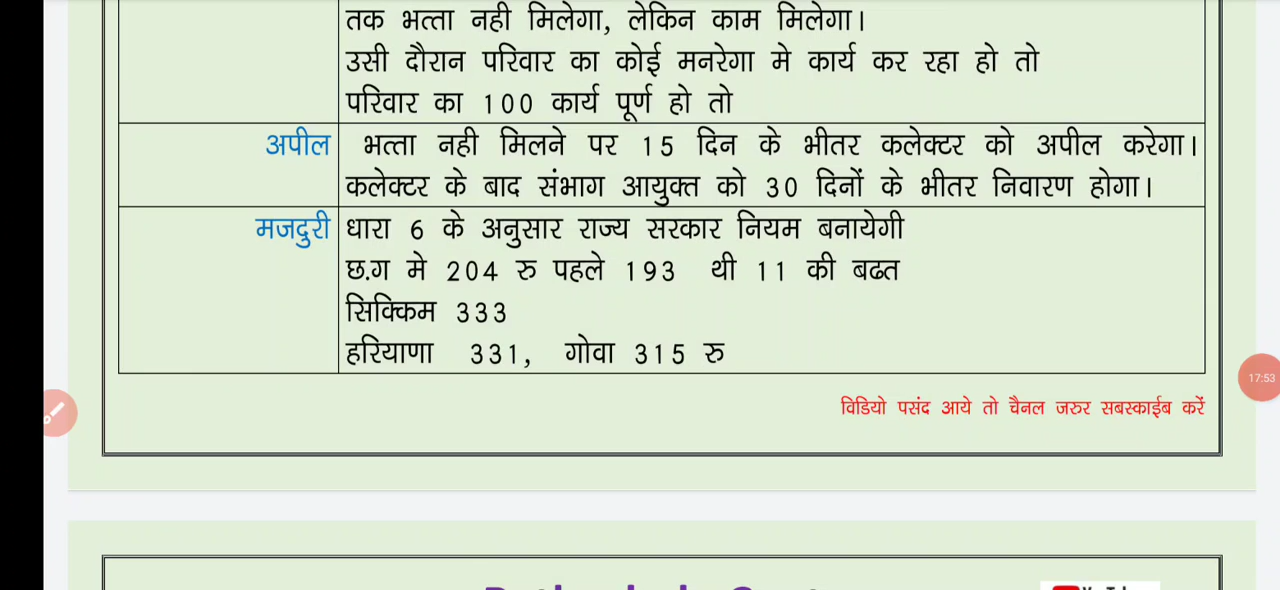 तक भत्ता नही मिलेगा, लेकिन काम मिलेगा।
उसी दौरान परिवार का कोई मनरेगा मे कार्य कर रहा हो तो
परिवार का 100 कार्य पूर्ण हो तो
अपील भत्ता नही मिलने पर 15 दिन के भीतर कलेक्टर को अपील करेगा।
कलेक्टर के बाद संभाग आयुक्त को 30 दिनों के भीतर निवारण होगा।
मजदुरी धारा 6 के अनुसार राज्य सरकार नियम बनायेगी
छ.ग मे 204 रु पहले 193 थी 11 की बढत
सिक्किम 333
हरियाणा 331, गोवा 315 रु
17:53
विडियो पसंद आये तो चैनल जरुर सबस्काईब करें